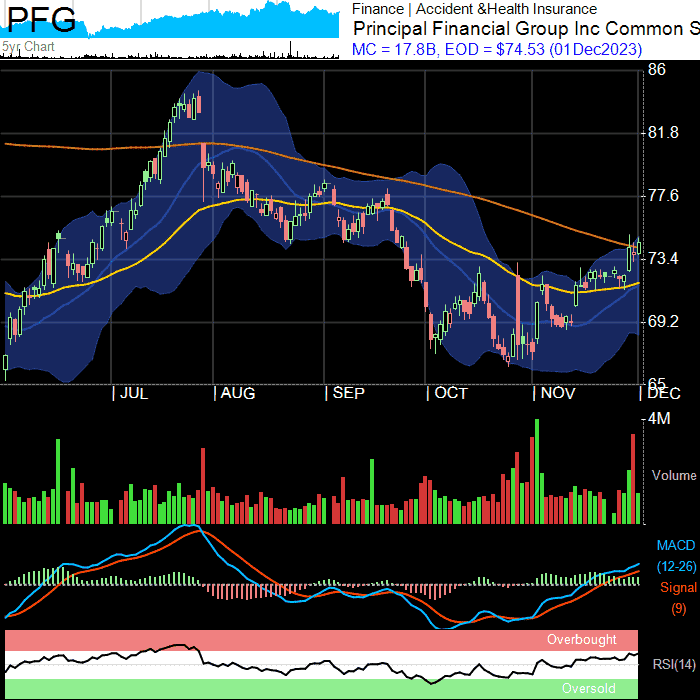 PFG
5yr Chart
Finance | Accident &Health Insurance
Principal Financial Group Inc Common S
MC = 17.8B, EOD = $74.53 (01Dec2023)
86
81.8
77.6
73.4
69.2
65
| JUL | AUG | SEP | OCT | NOV | DEC
4M
Volume
MACD
(12-26)
Signal
(9)
Overbought
RSI(14)
Oversold